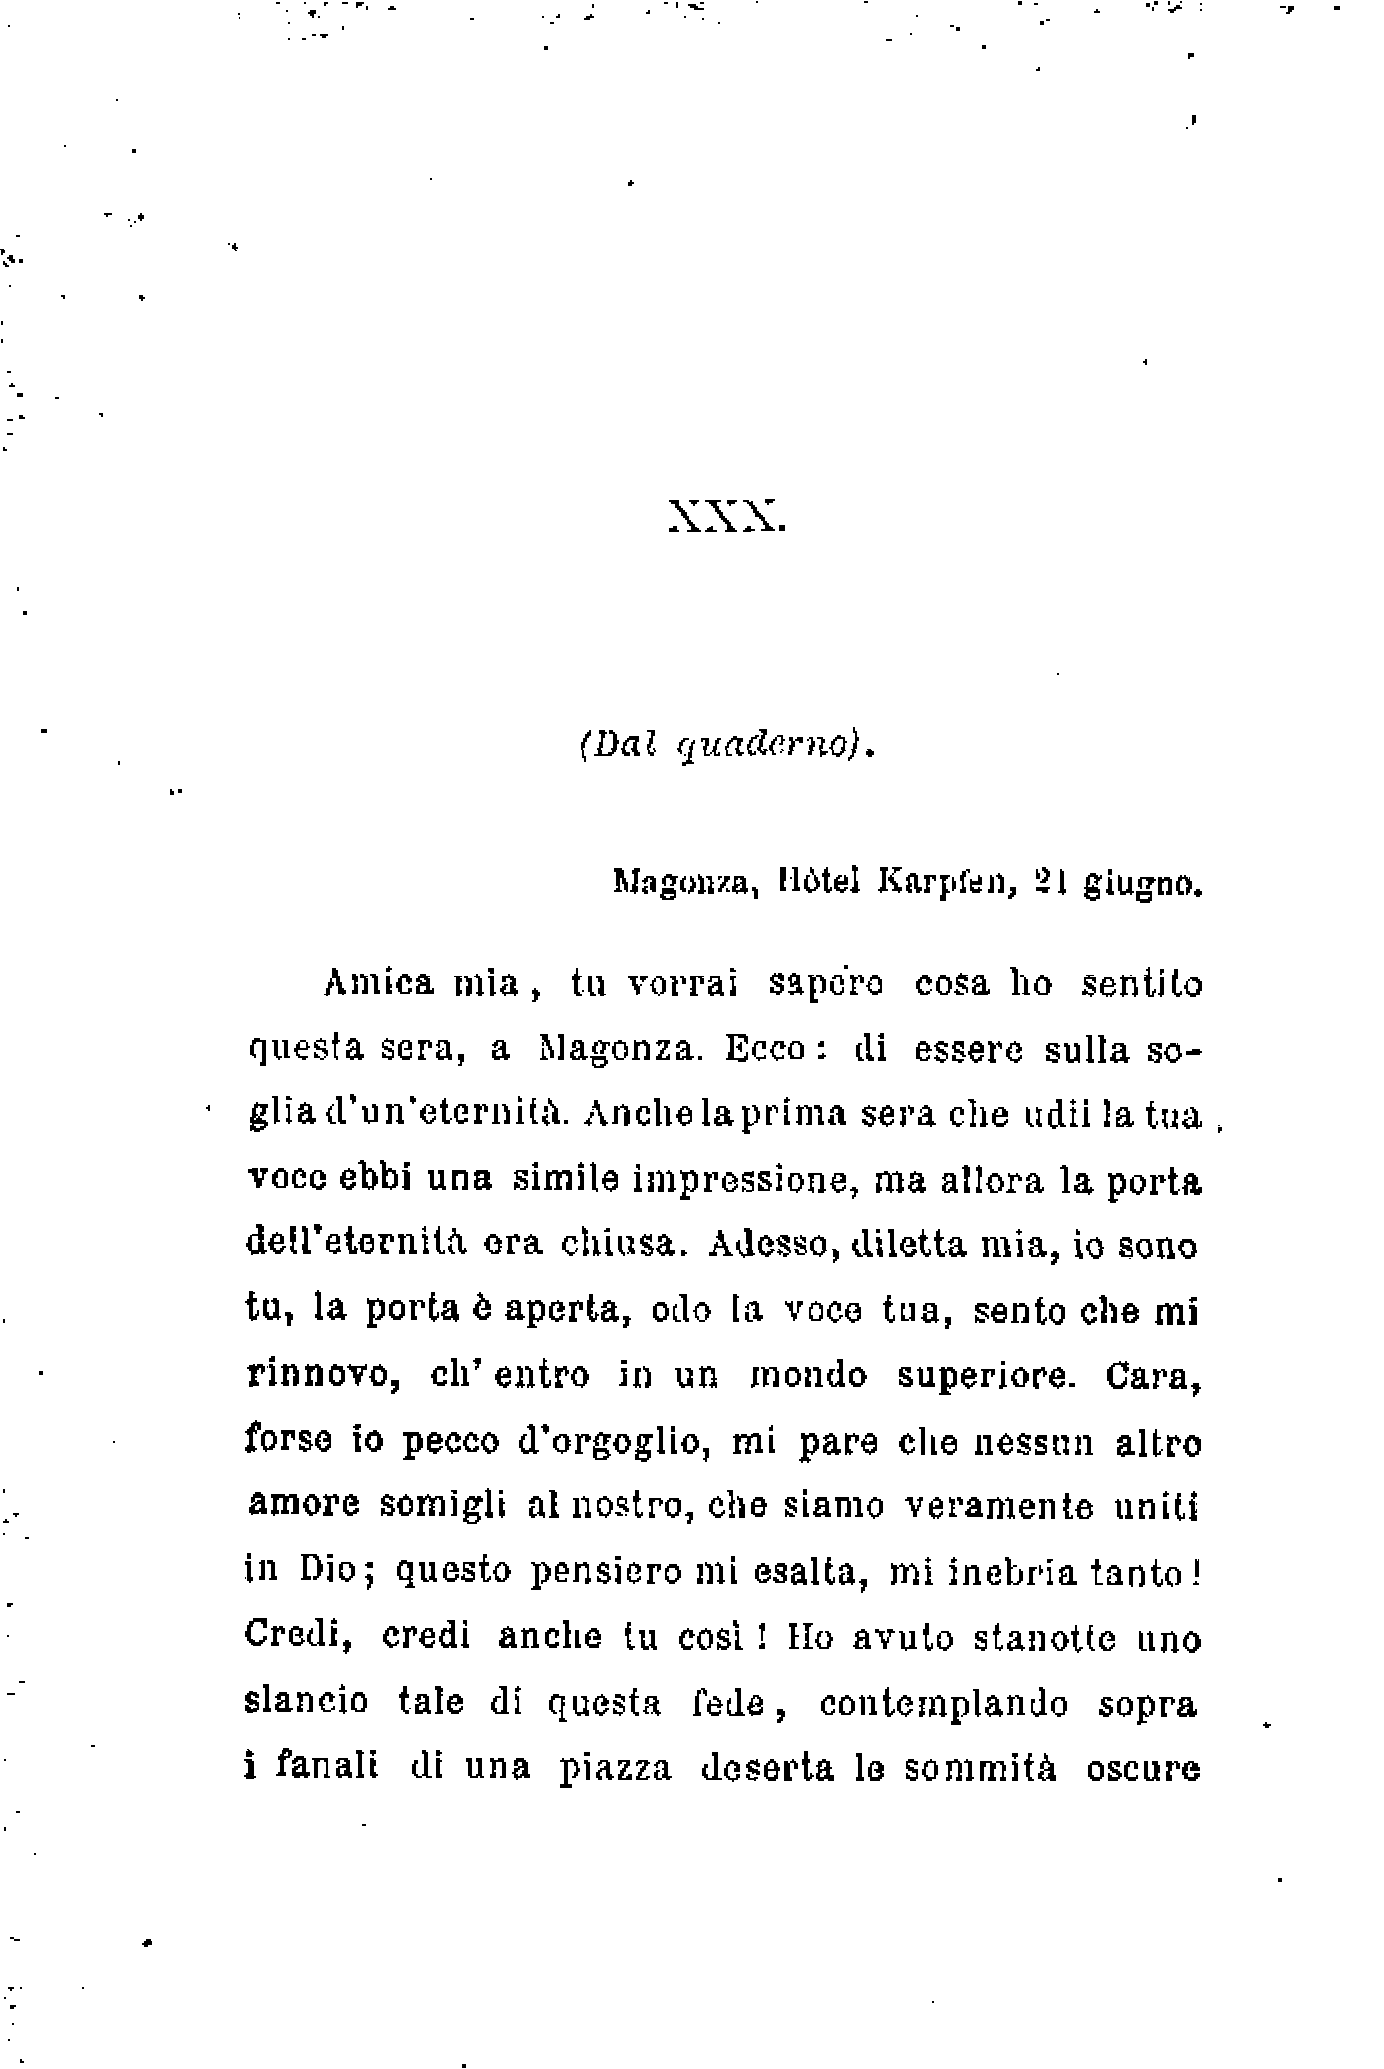 XXX.
(Dal quaderno).
Magonza, Hôtel Karpfen, 21 giugno.
Amica mia, tu vorrai sapere cosa ho sentito
questa sera, a Magonza. Ecco: di essere sulla so-
glia d'un'eternità. Anche la prima sera che udii la tua
voce ebbi una simile impressione, ma allora la porta
dell'eternità era chiusa. Adesso, diletta mia, io sono
tu, la porta è aperta, odo la voce tua, sento che mi
rinnovo, ch' entro in un mondo superiore. Cara,
forse io pecco d'orgoglio, mi pare che nessun altro
amore somigli al nostro, che siamo veramente uniti
in Dio; questo pensiero mi esalta, mi inebria tanto!
Credi, credi anche tu così! Ho avuto stanotte uno
slancio tale di questa fede, contemplando sopra
i fanali di una piazza deserta le sommità oscure